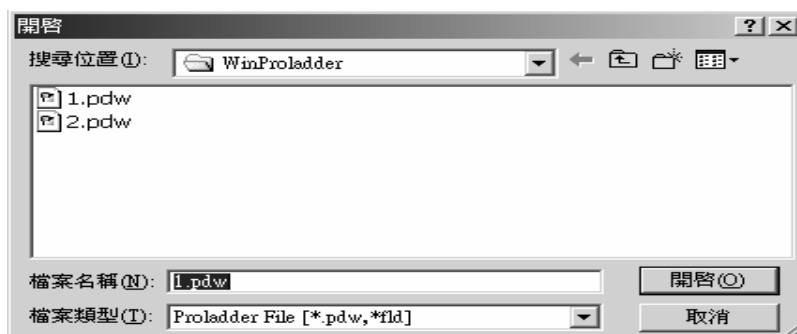 開啓
搜尋位置(I): WinProladder
1.pdw
2.pdw
檔案名稱(N): 1.pdw 開啓(O)
檔案類型(T): Proladder File [*.pdw,*fld] 取消